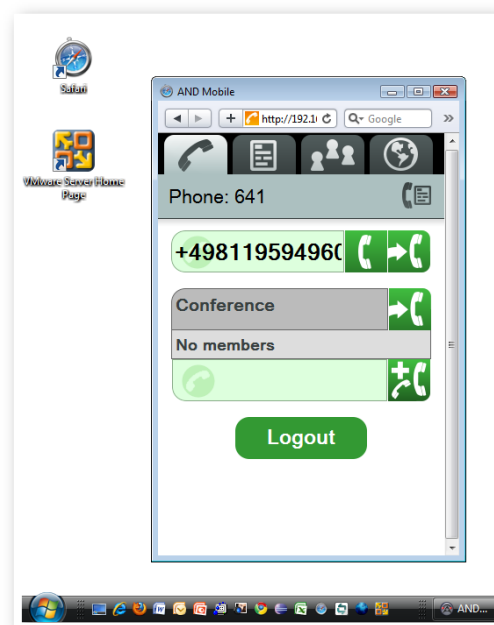 Safari
VMware Server Home
Page
AND Mobile
http://192.1
Google
Phone: 641
+49811959496
Conference
No members
Logout
AND...